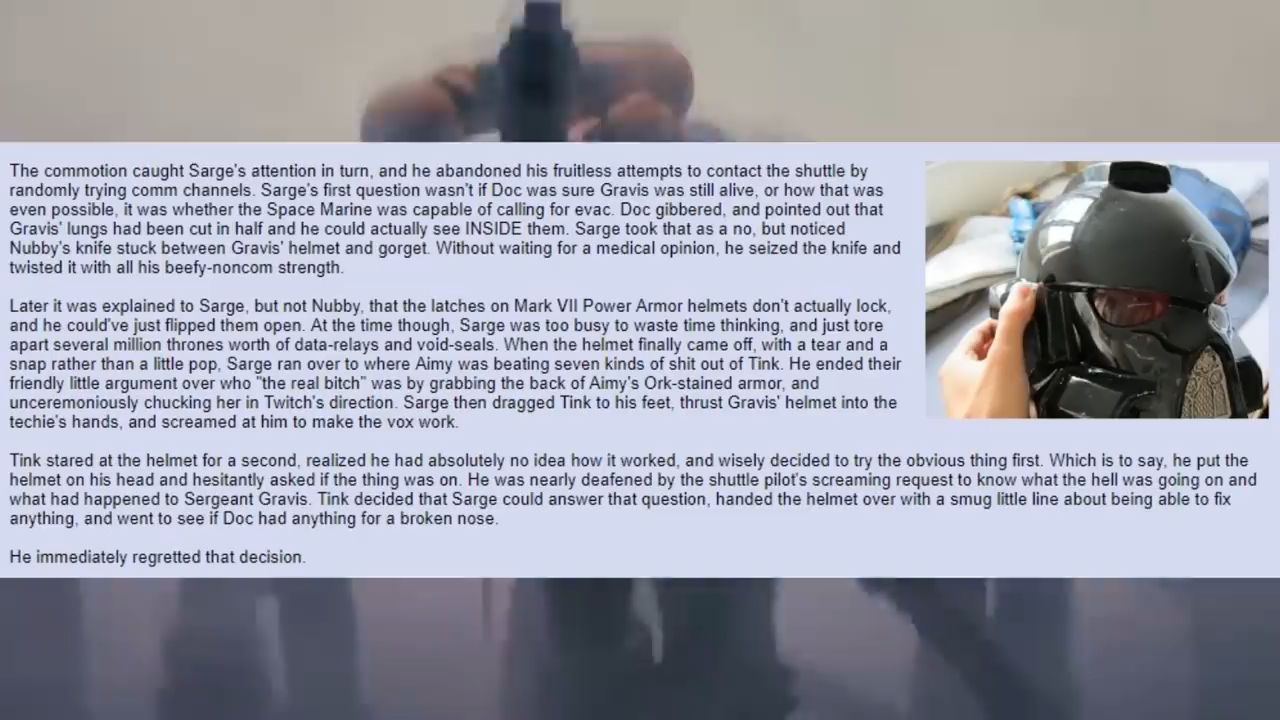 The commotion caught Sarge's attention in turn, and he abandoned his fruitless attempts to contact the shuttle by
randomly trying comm channels. Sarge's first question wasn't if Doc was sure Gravis was still alive, or how that was
even possible, it was whether the Space Marine was capable of calling for evac. Doc gibbered, and pointed out that
Gravis' lungs had been cut in half and he could actually see INSIDE them. Sarge took that as a no, but noticed
Nubby's knife stuck between Gravis' helmet and gorget. Without waiting for a medical opinion, he seized the knife and
twisted it with all his beefy-noncom strength.
Later it was explained to Sarge, but not Nubby, that the latches on Mark VII Power Armor helmets don't actually lock,
and he could've just flipped them open. At the time though, Sarge was too busy to waste time thinking, and just tore
apart several million thrones worth of data-relays and void-seals. When the helmet finally came off, with a tear and a
snap rather than a little pop, Sarge ran over to where Aimy was beating seven kinds of shit out of Tink. He ended their
friendly little argument over who "the real bitch" was by grabbing the back of Aimy's Ork-stained armor, and
unceremoniously chucking her in Twitch's direction. Sarge then dragged Tink to his feet, thrust Gravis' helmet into the
techie's hands, and screamed at him to make the vox work.
Tink stared at the helmet for a second, realized he had absolutely no idea how it worked, and wisely decided to try the obvious thing first. Which is to say, he put the
helmet on his head and hesitantly asked if the thing was on. He was nearly deafened by the shuttle pilot's screaming request to know what the hell was going on and
what had happened to Sergeant Gravis. Tink decided that Sarge could answer that question, handed the helmet over with a smug little line about being able to fix
anything, and went to see if Doc had anything for a broken nose.
He immediately regretted that decision.